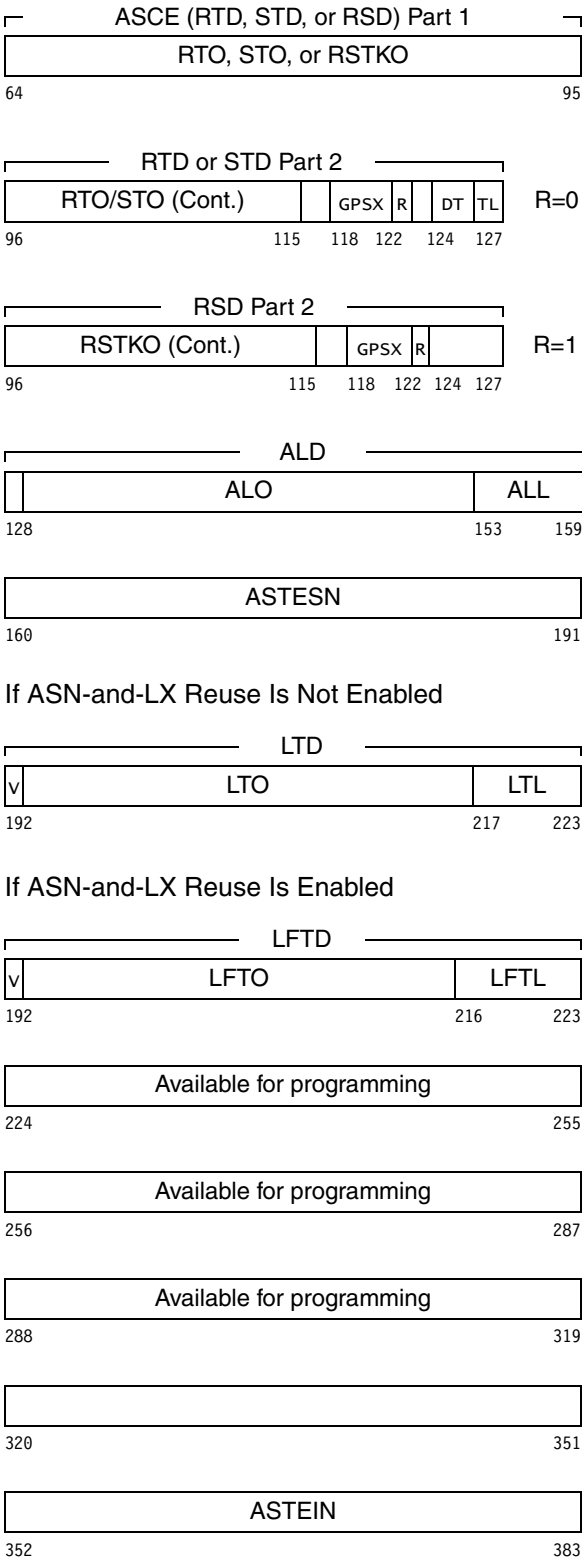 ASCE (RTD, STD, or RSD) Part 1
RTO, STO, or RSTKO
64 95
RTD or STD Part 2
RTO/STO (Cont.) GPSX R DT TL R=0
96 115 118 122 124 127
RSD Part 2
RSTKO (Cont.) GPSX R R=1
96 115 118 122 124 127
ALD
ALO ALL
128 153 159
ASTESN
160 191
If ASN-and-LX Reuse Is Not Enabled
LTD
V LTO LTL
192 217 223
If ASN-and-LX Reuse Is Enabled
LFTD
V LFTO LFTL
192 216 223
Available for programming
224 255
Available for programming
256 287
Available for programming
288 319
320 351
ASTEIN
352 383